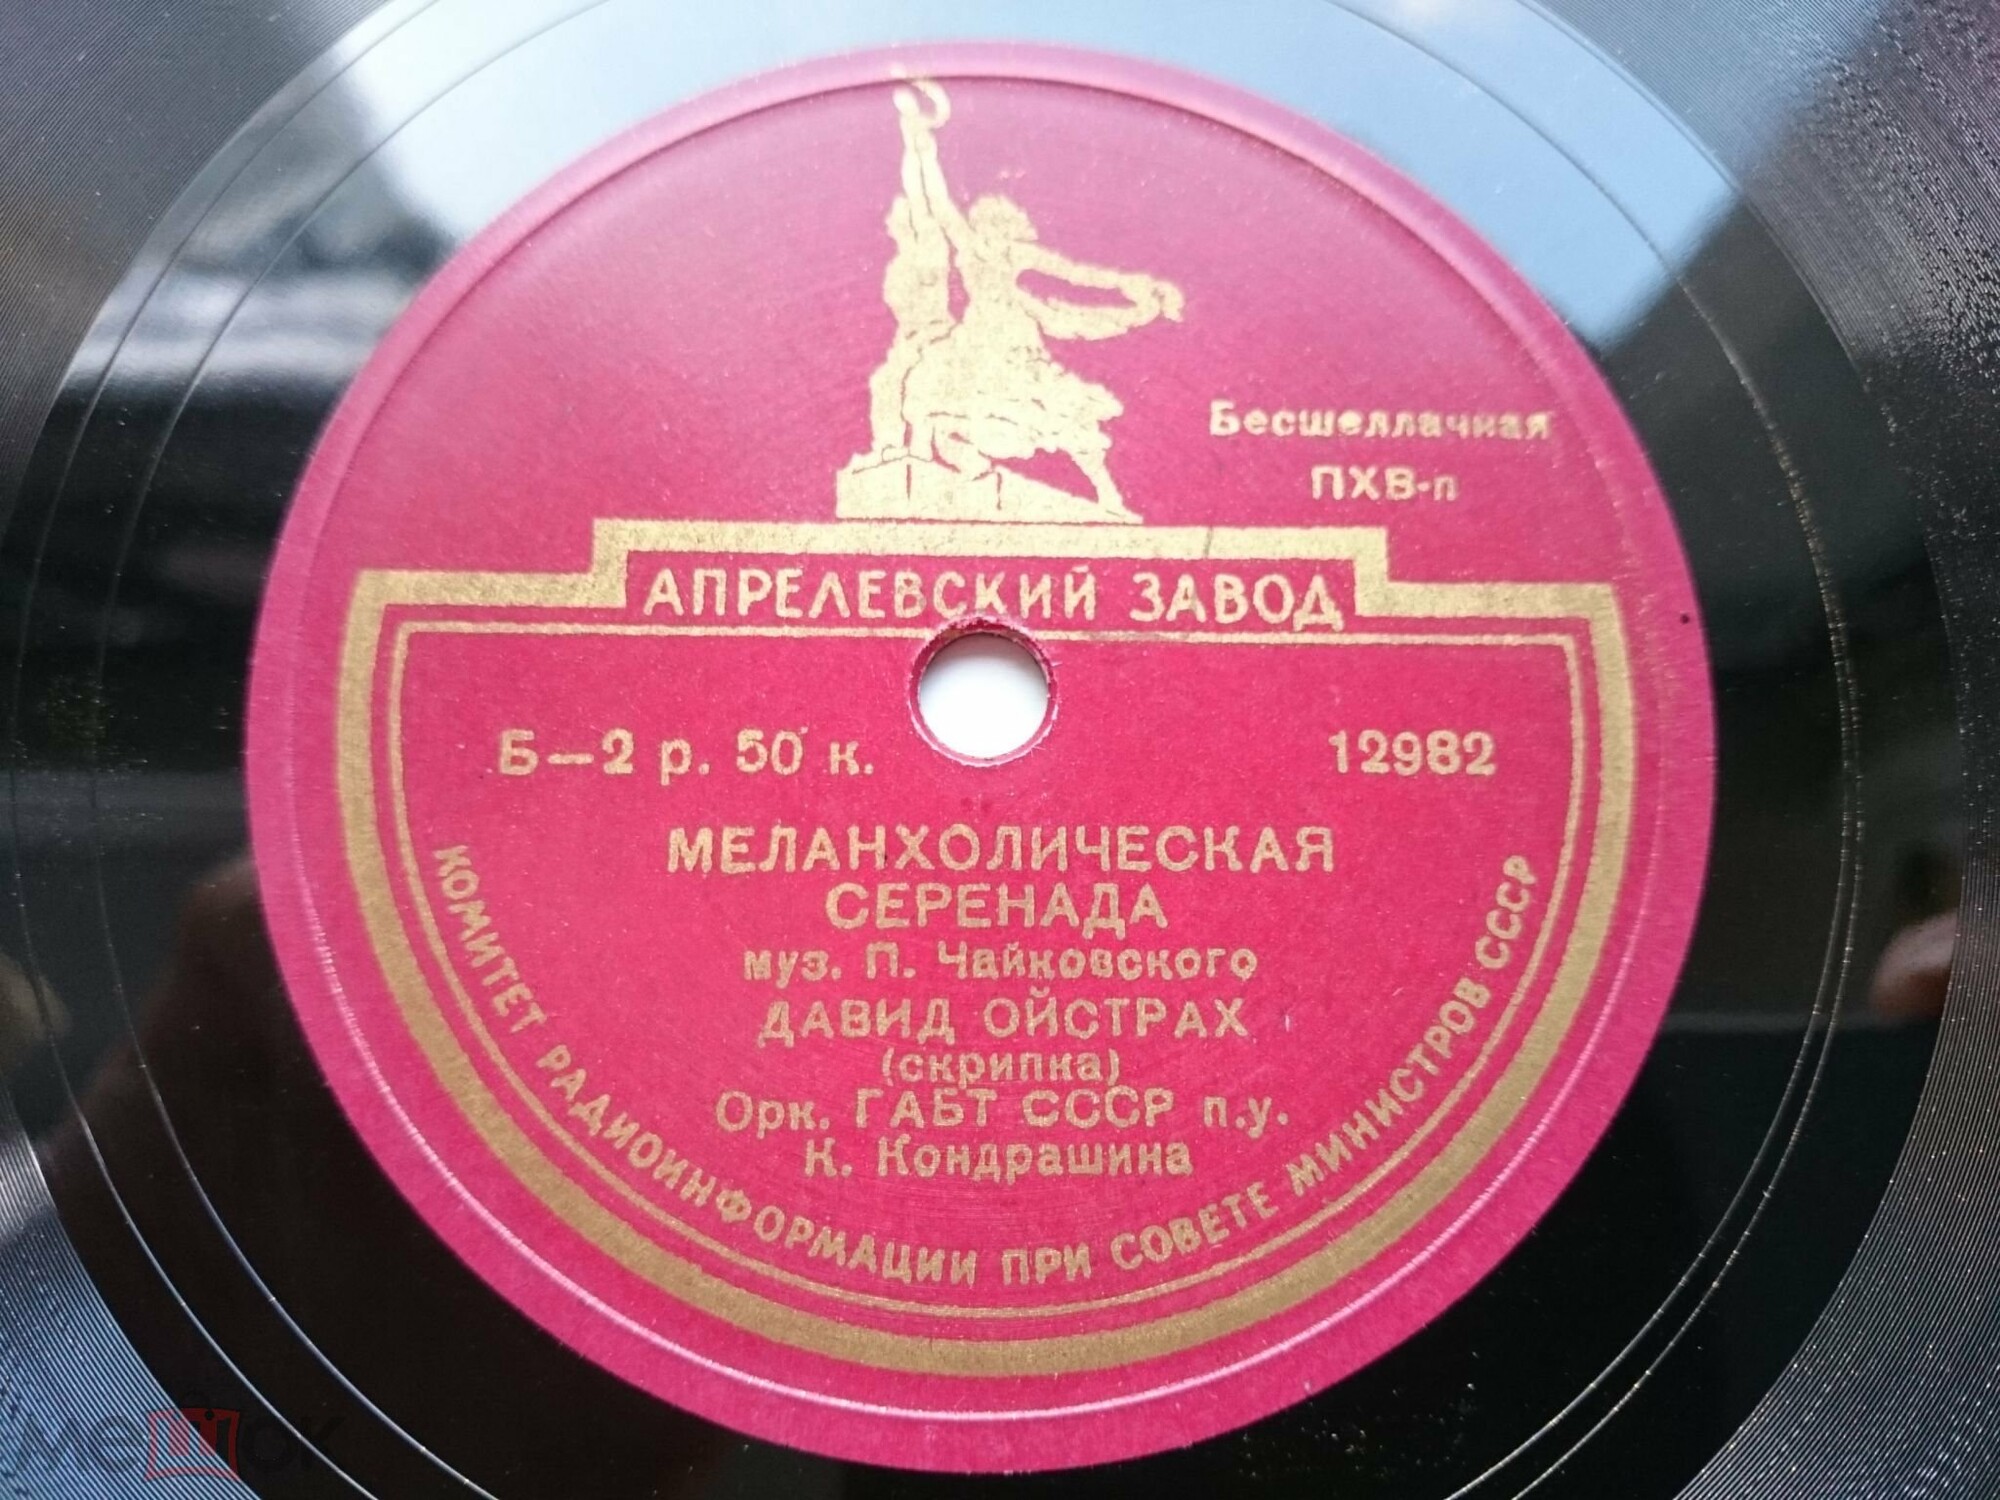 Бесшеллачная
ПХВ-п
АПРЕЛЕВСКИЙ ЗАВОД
Б—2 р. 50 к.
12982
МЕЛАНХОЛИЧЕСКАЯ
СЕРЕНАДА
муз. П. Чайковского
ДАВИД ОЙСТРАХ
(скрипка)
Орк. ГАБТ СССР п.у.
К. Кондрашина
КОМИТЕТ РАДИОИНФОРМАЦИИ ПРИ СОВЕТЕ МИНИСТРОВ СССР
мешок